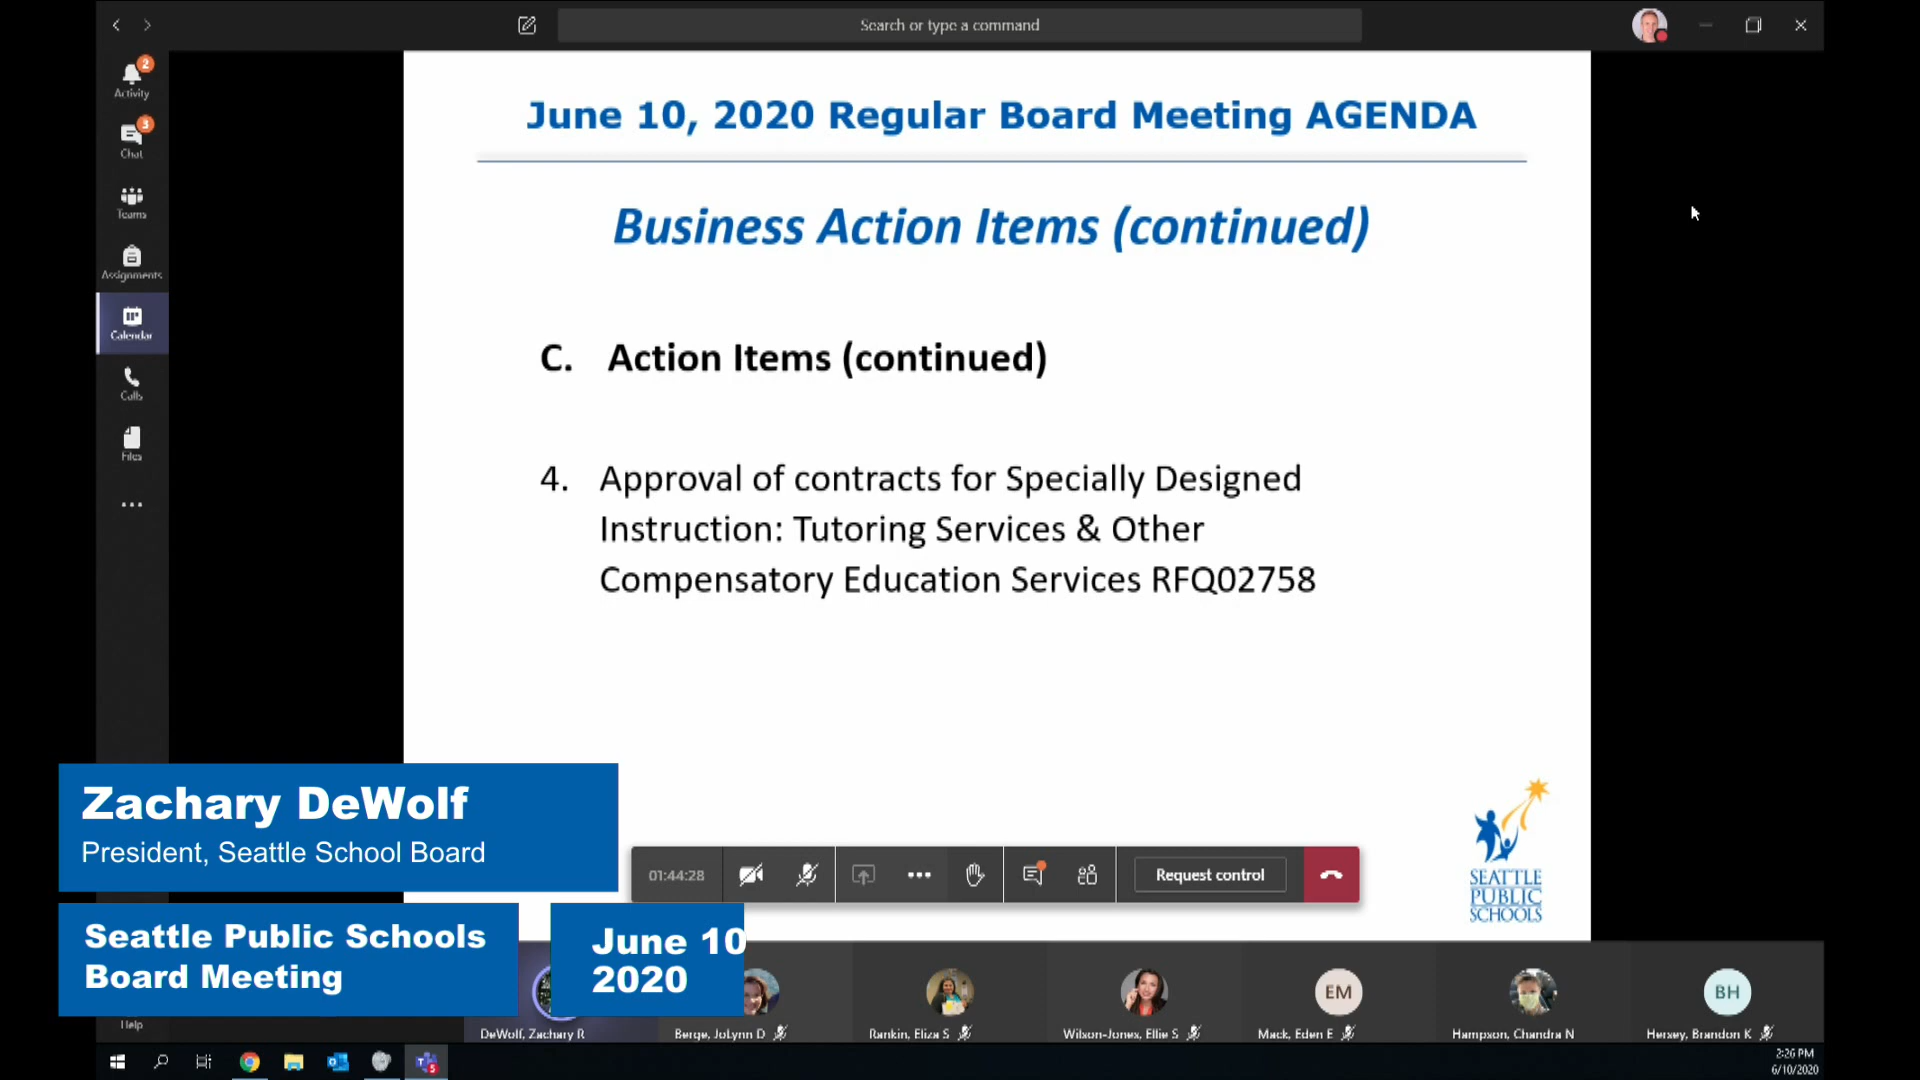 Search or type a command
2
Activity
3
Chat
Teams
Assignments
Calendar
Calls
Files
Help
June 10, 2020 Regular Board Meeting AGENDA
Business Action Items (continued)
C. Action Items (continued)
4. Approval of contracts for Specially Designed
Instruction: Tutoring Services & Other
Compensatory Education Services RFQ02758
SEATTLE
PUBLIC
SCHOOLS
Zachary DeWolf
President, Seattle School Board
Seattle Public Schools
Board Meeting
June 10
2020
01:44:28
Request control
EM
BH
DeWolf, Zachary R
Berge, JoLynn D
Rankin, Eliza S
Wilson-Jones, Ellie S
Mack, Eden E
Hampson, Chandra N
Hersey, Brandon K
5
2:26 PM
6/10/2020